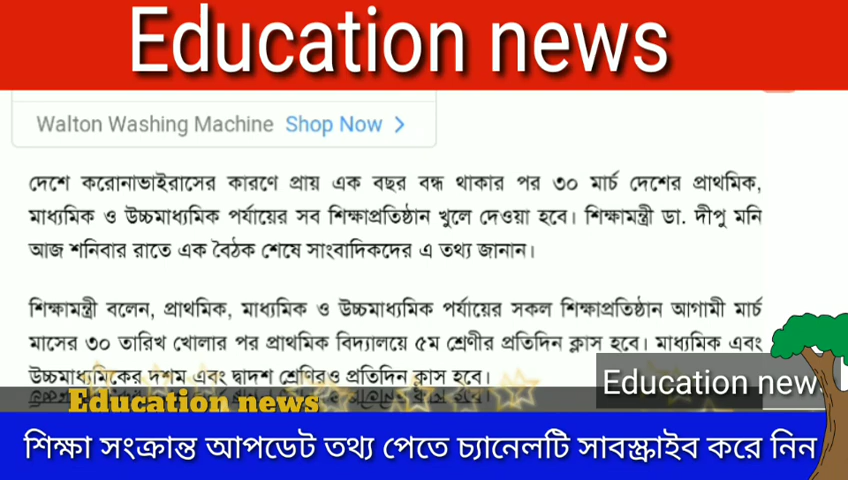 Education news
Walton Washing Machine Shop Now >
দেশে করোনাভাইরাসের কারণে প্রায় এক বছর বন্ধ থাকার পর ৩০ মার্চ দেশের প্রাথমিক,
মাধ্যমিক ও উচ্চমাধ্যমিক পর্যায়ের সব শিক্ষাপ্রতিষ্ঠান খুলে দেওয়া হবে। শিক্ষামন্ত্রী ডা. দীপু মনি
আজ শনিবার রাতে এক বৈঠক শেষে সাংবাদিকদের এ তথ্য জানান।
শিক্ষামন্ত্রী বলেন, প্রাথমিক, মাধ্যমিক ও উচ্চমাধ্যমিক পর্যায়ের সকল শিক্ষাপ্রতিষ্ঠান আগামী মার্চ
মাসের ৩০ তারিখ খোলার পর প্রাথমিক বিদ্যালয়ে ৫ম শ্রেণীর প্রতিদিন ক্লাস হবে। মাধ্যমিক এবং
উচ্চমাধ্যমিকের দশম এবং দ্বাদশ শ্রেণিরও প্রতিদিন ক্লাস হবে।
Education new
Education news
শিক্ষা সংক্রান্ত আপডেট তথ্য পেতে চ্যানেলটি সাবস্ক্রাইব করে নিন